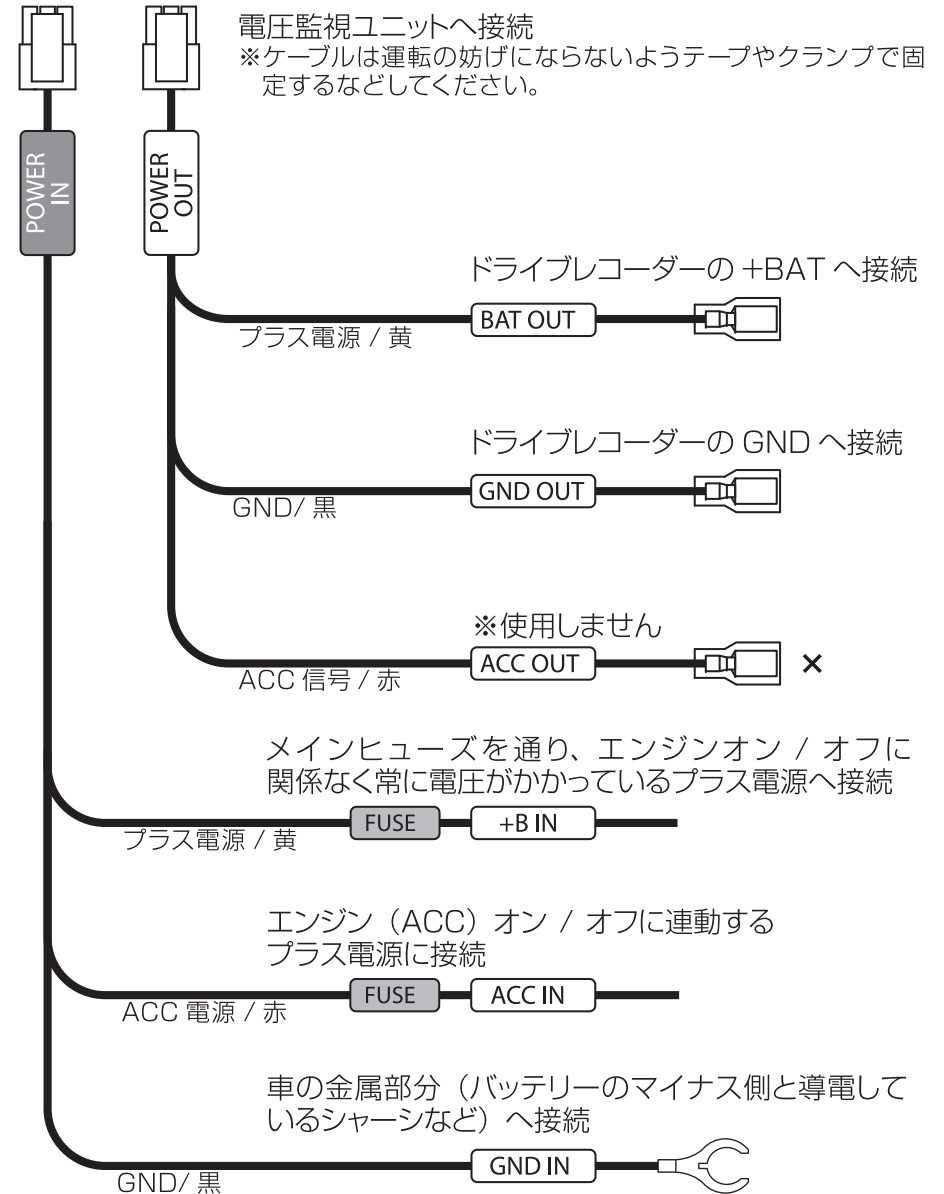 電圧監視ユニットへ接続
※ケーブルは運転の妨げにならないようテープやクランプで固
定するなどしてください。
POWER
IN
POWER
OUT
ドライブレコーダーの +BAT へ接続
BAT OUT
プラス電源 / 黄
ドライブレコーダーの GND へ接続
GND OUT
GND/ 黒
※使用しません
ACC OUT
×
ACC 信号 / 赤
メインヒューズを通り、エンジンオン / オフに
関係なく常に電圧がかかっているプラス電源へ接続
FUSE
+B IN
プラス電源 / 黄
エンジン（ACC）オン / オフに連動する
プラス電源に接続
FUSE
ACC IN
ACC 電源 / 赤
車の金属部分（バッテリーのマイナス側と導電して
いるシャーシなど）へ接続
GND IN
GND/ 黒